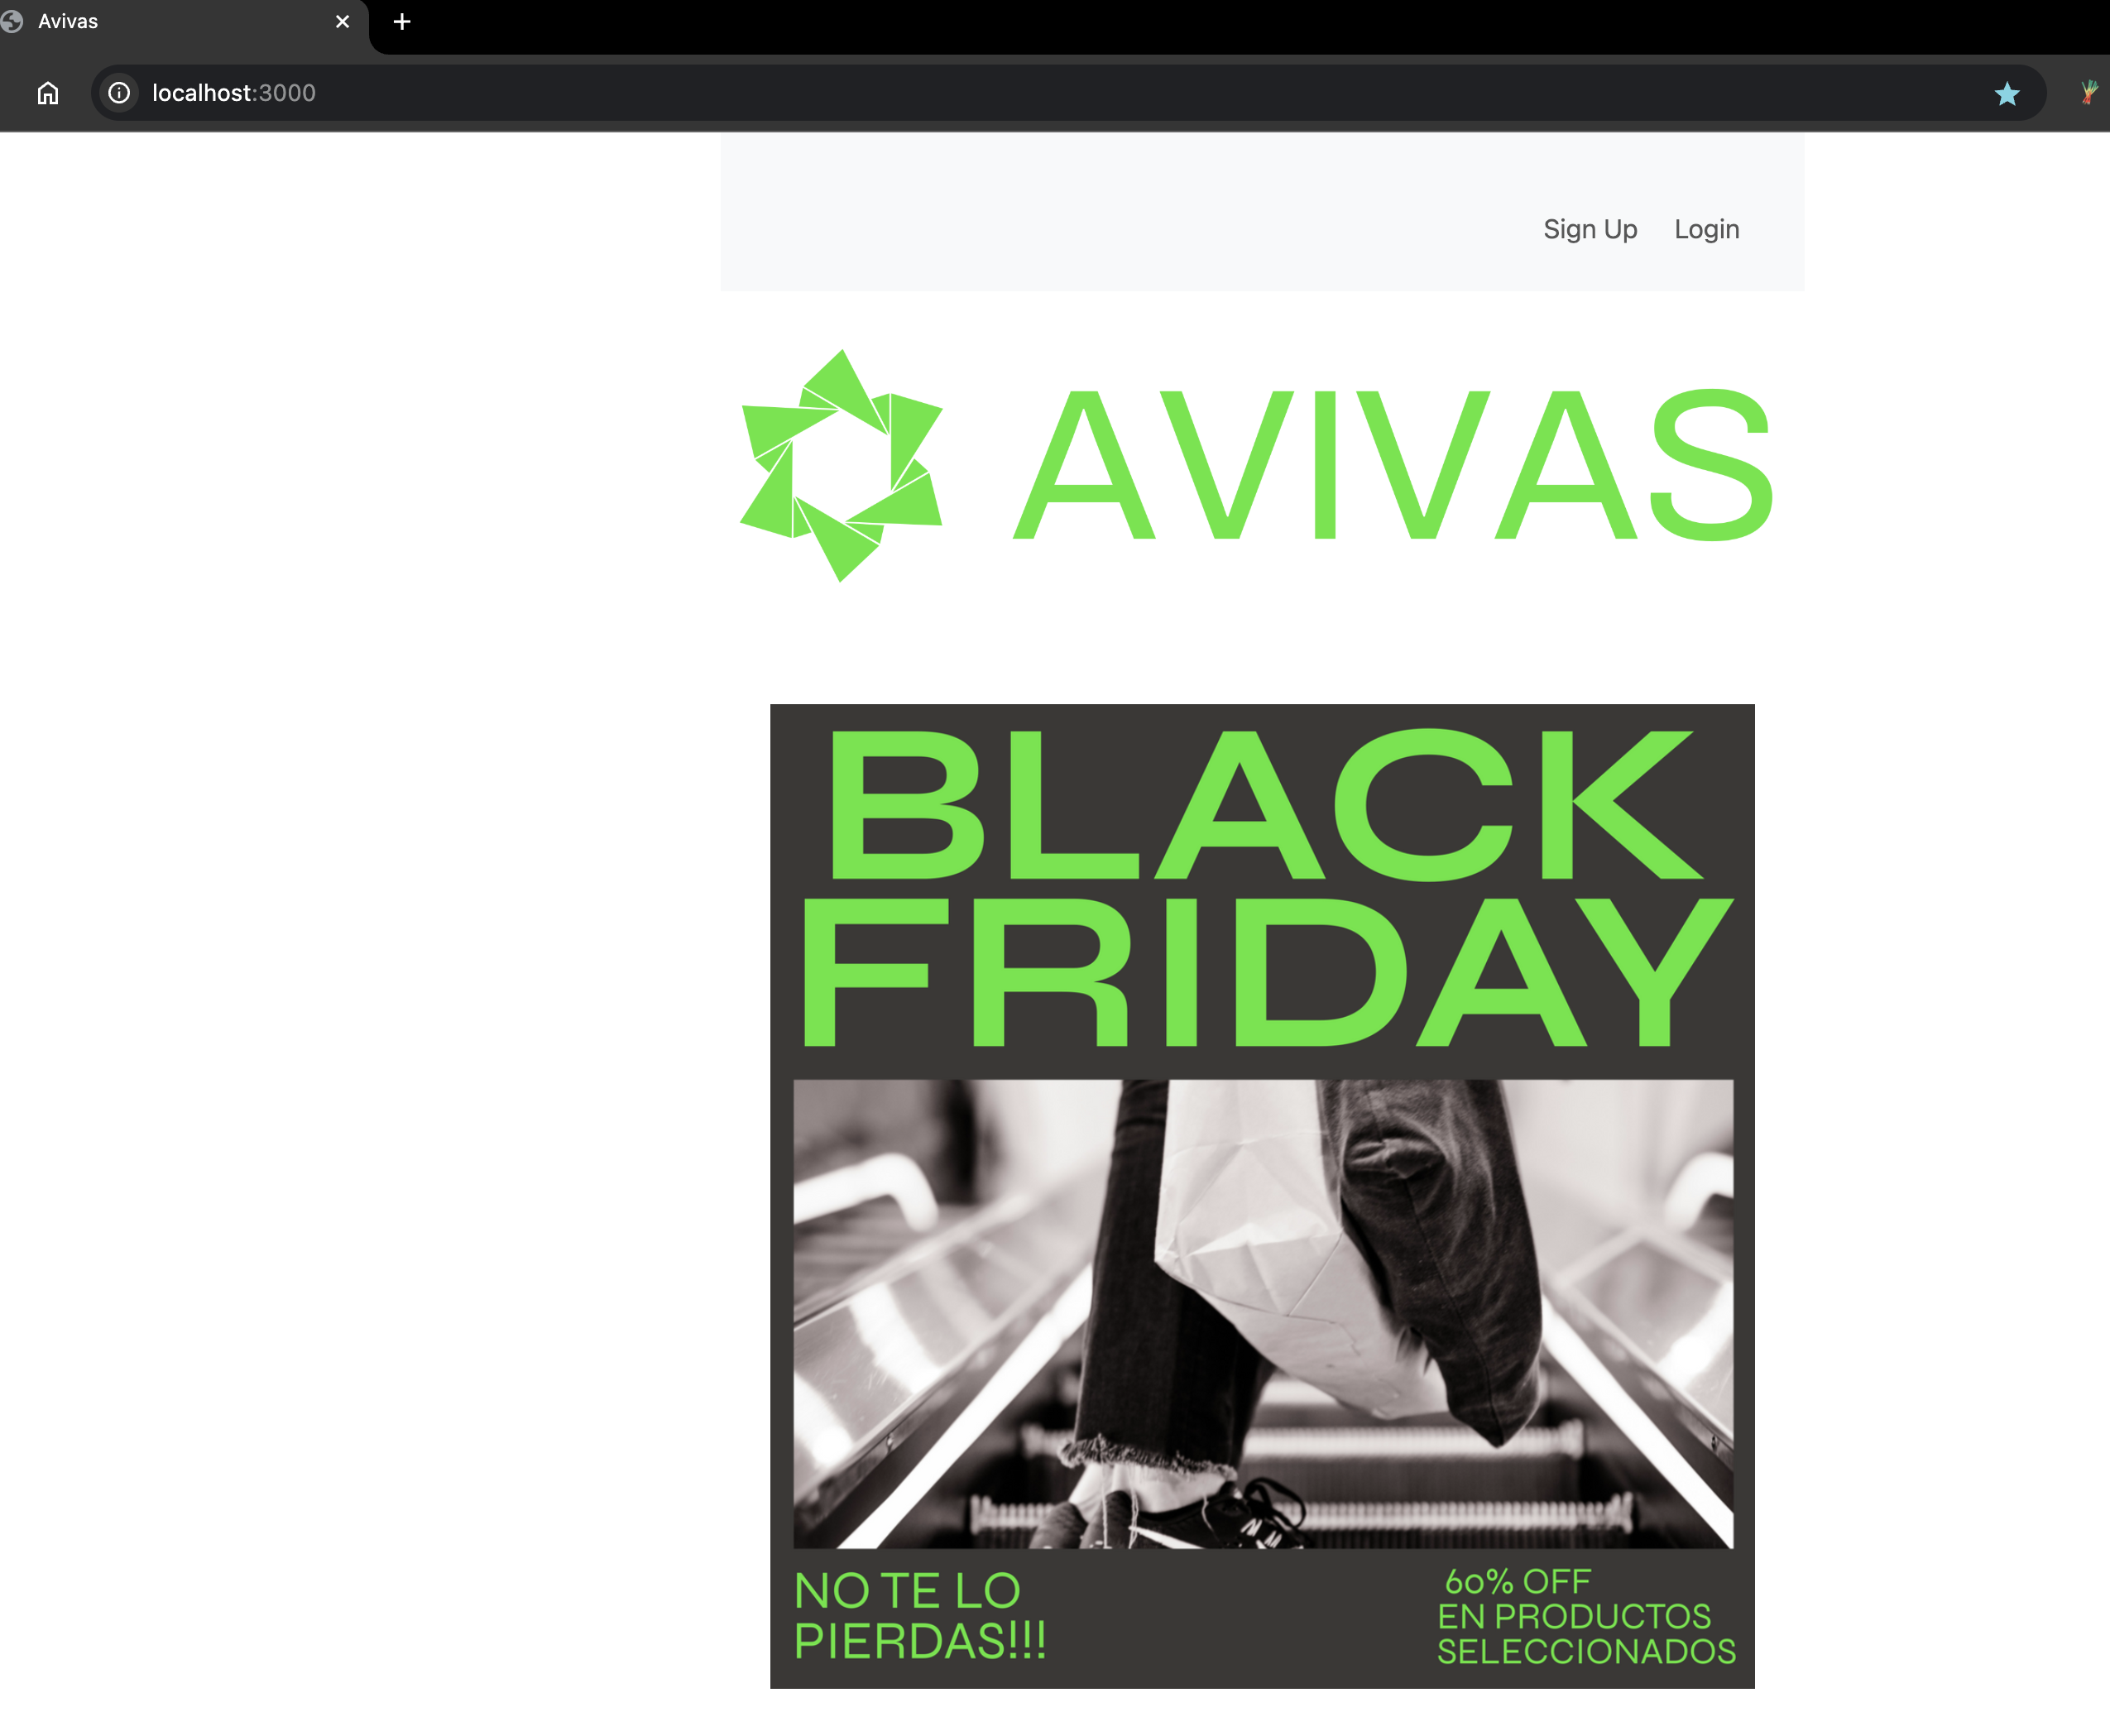 Avivas
localhost:3000
Sign Up Login
AVIVAS
BLACK
FRIDAY
NO TE LO
PIERDAS!!!
60% OFF
EN PRODUCTOS
SELECCIONADOS